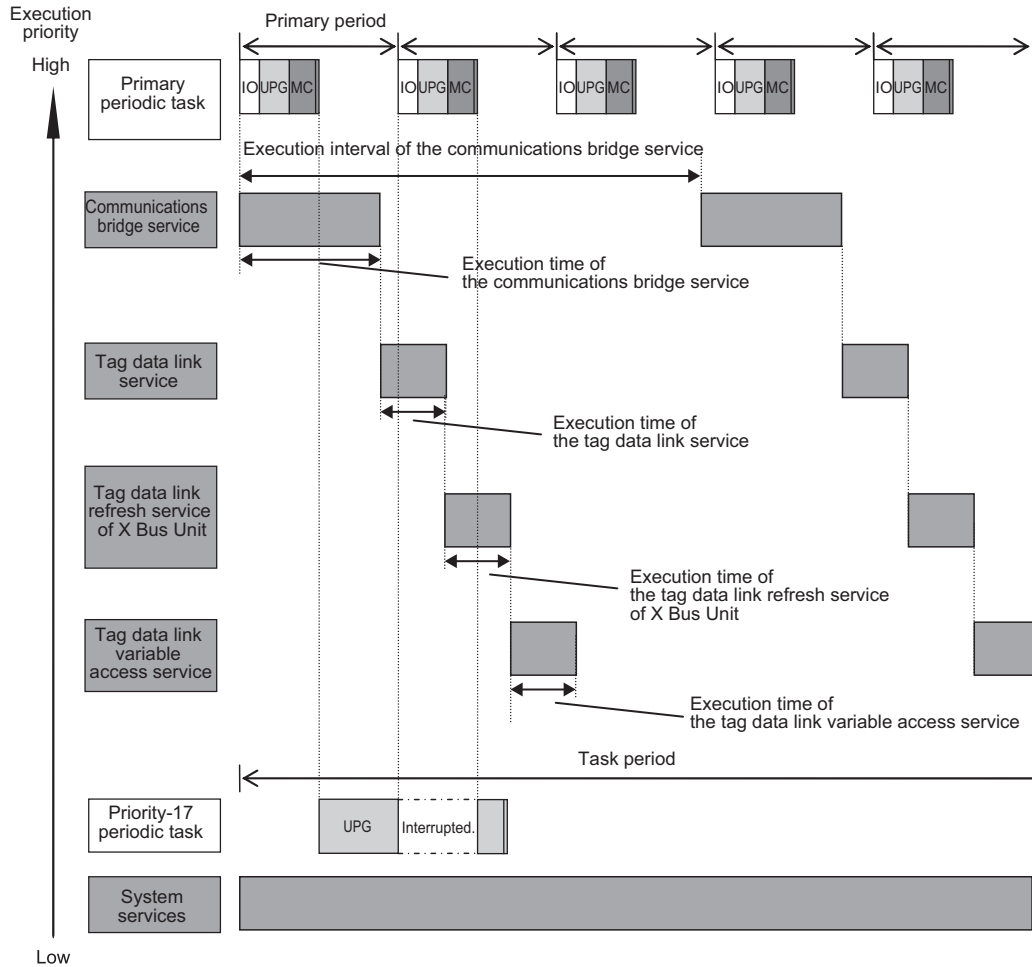 Execution
priority
High
Primary period
Primary
periodic task
IO UPG MC
IO UPG MC
IO UPG MC
IO UPG MC
IO UPG MC
Execution interval of the communications bridge service
Communications
bridge service
Execution time of
the communications bridge service
Tag data link
service
Execution time of
the tag data link service
Tag data link
refresh service
of X Bus Unit
Execution time of
the tag data link refresh service
of X Bus Unit
Tag data link
variable
access service
Execution time of
the tag data link variable access service
Task period
Priority-17
periodic task
UPG
Interrupted.
System
services
Low